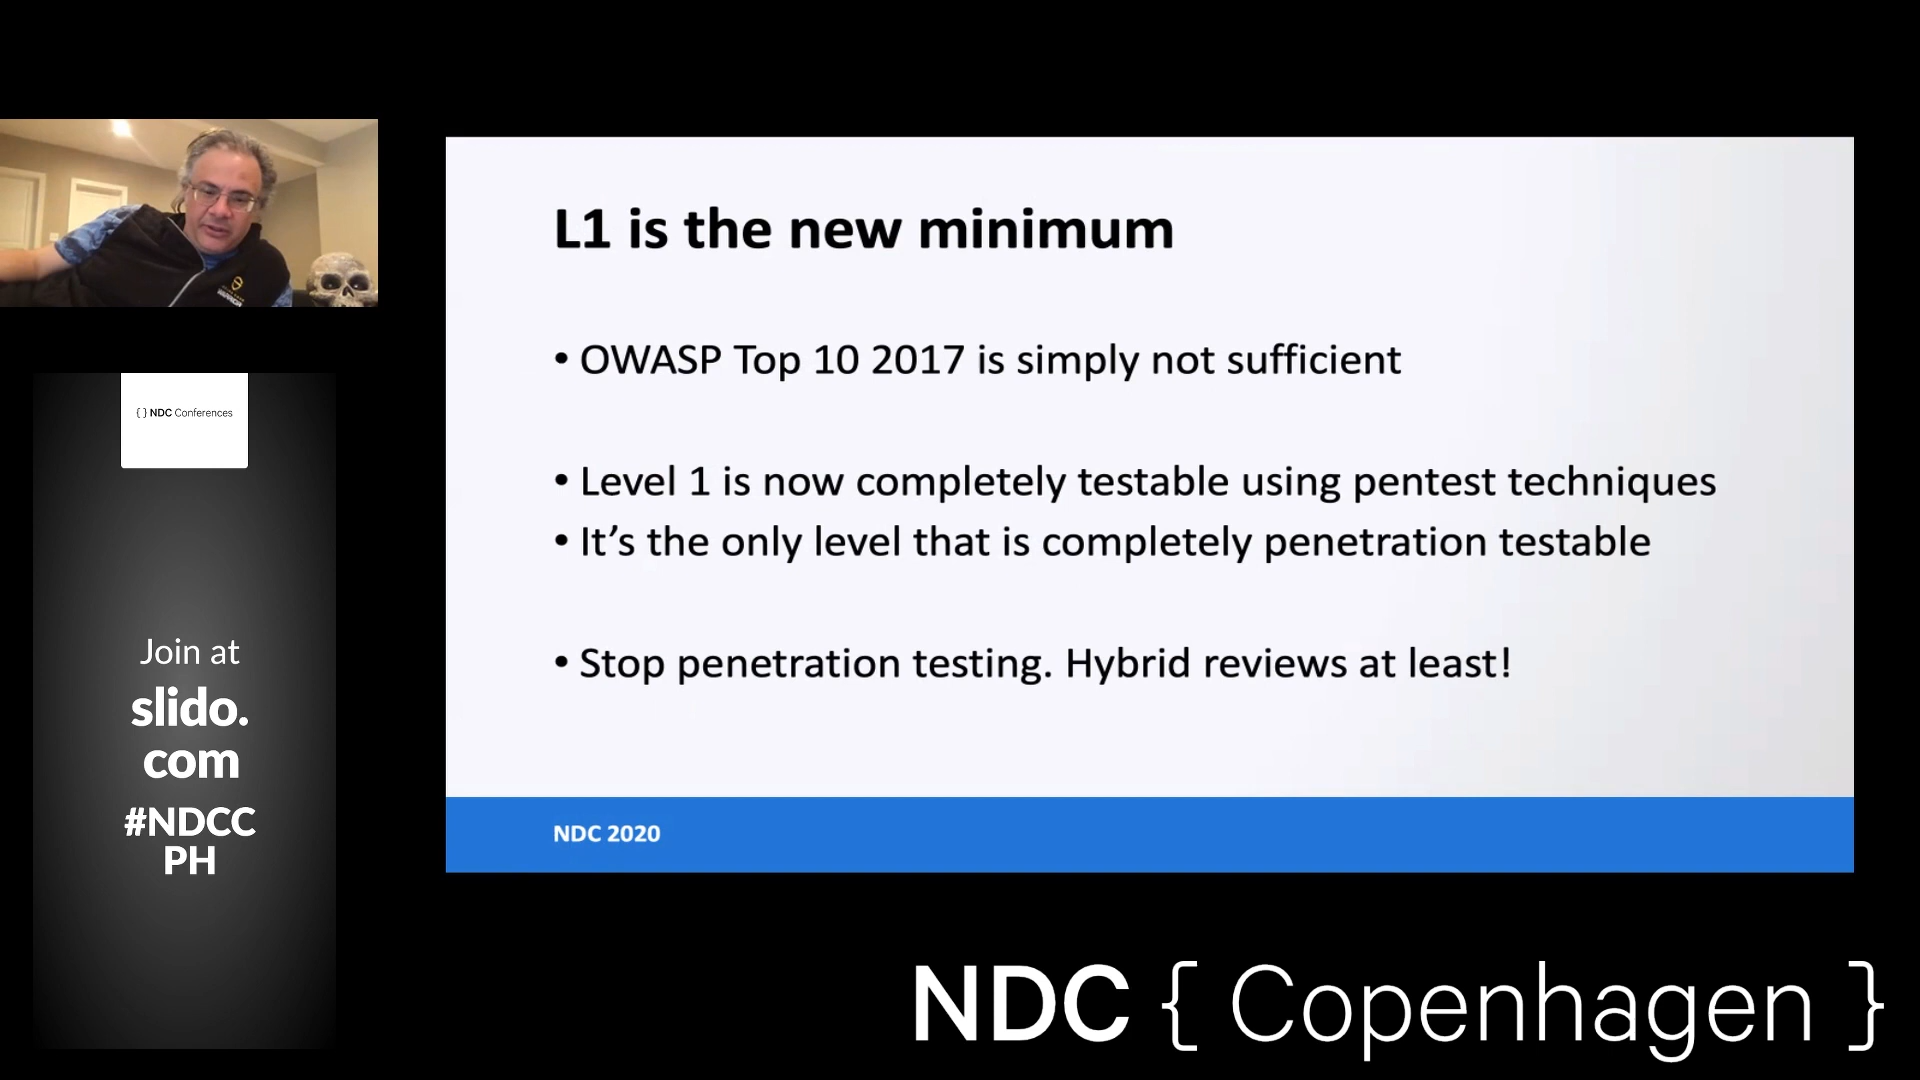 L1 is the new minimum
• OWASP Top 10 2017 is simply not sufficient
• Level 1 is now completely testable using pentest techniques
• It's the only level that is completely penetration testable
• Stop penetration testing. Hybrid reviews at least!
NDC 2020
{ } NDC Conferences
Join at
slido.
com
#NDCC
PH
NDC { Copenhagen }